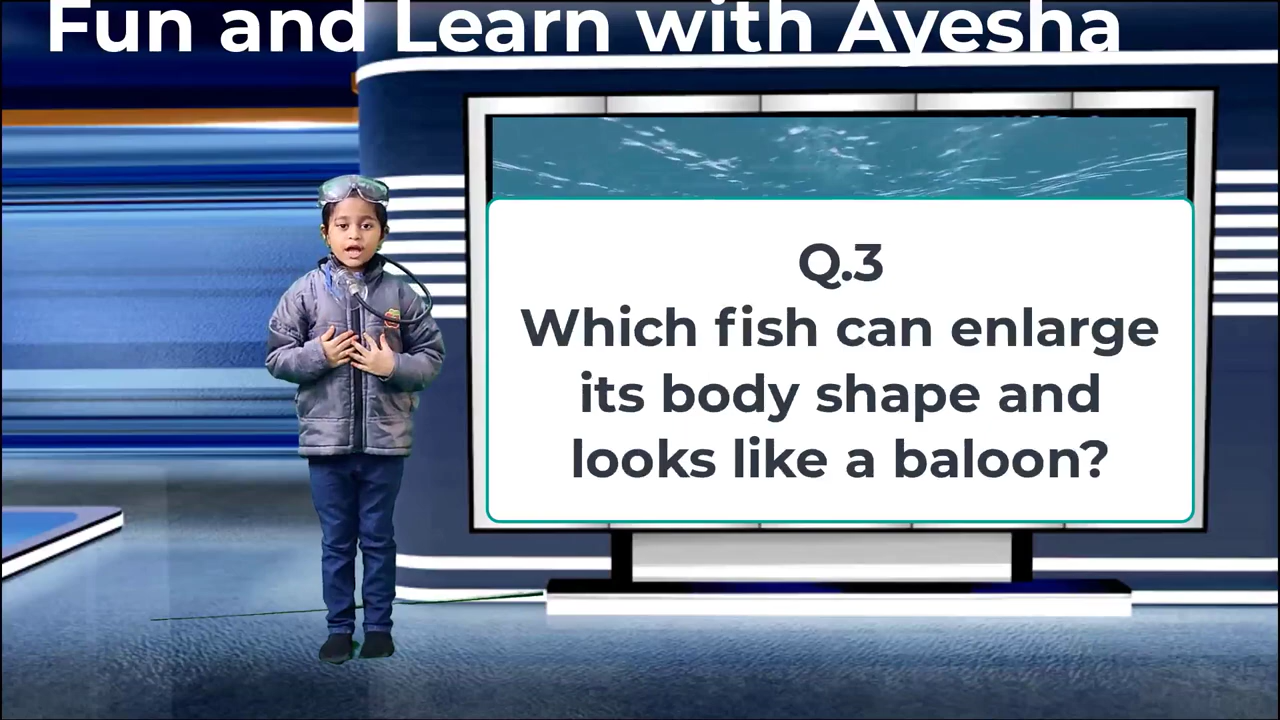 Fun and Learn with Ayesha
Q.3
Which fish can enlarge
its body shape and
looks like a baloon?